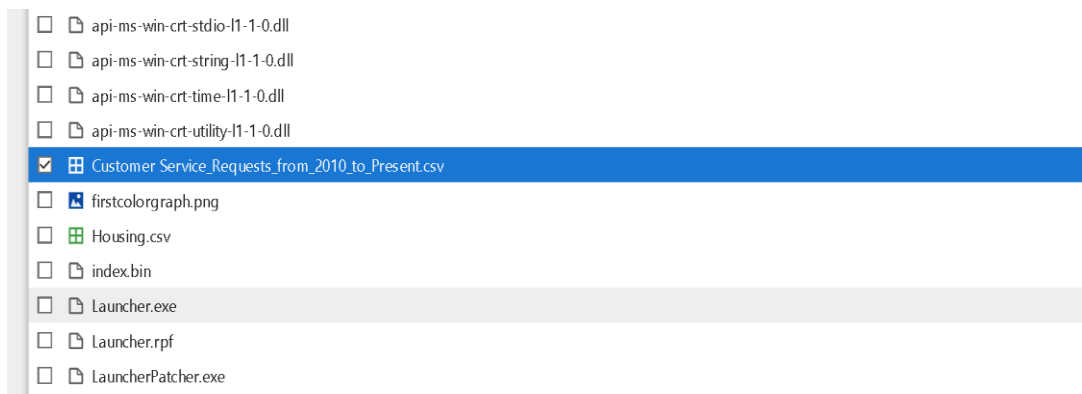 api-ms-win-crt-stdio-l1-1-0.dll
api-ms-win-crt-string-l1-1-0.dll
api-ms-win-crt-time-l1-1-0.dll
api-ms-win-crt-utility-l1-1-0.dll
Customer Service_Requests_from_2010_to_Present.csv
firstcolorgraph.png
Housing.csv
index.bin
Launcher.exe
Launcher.rpf
LauncherPatcher.exe